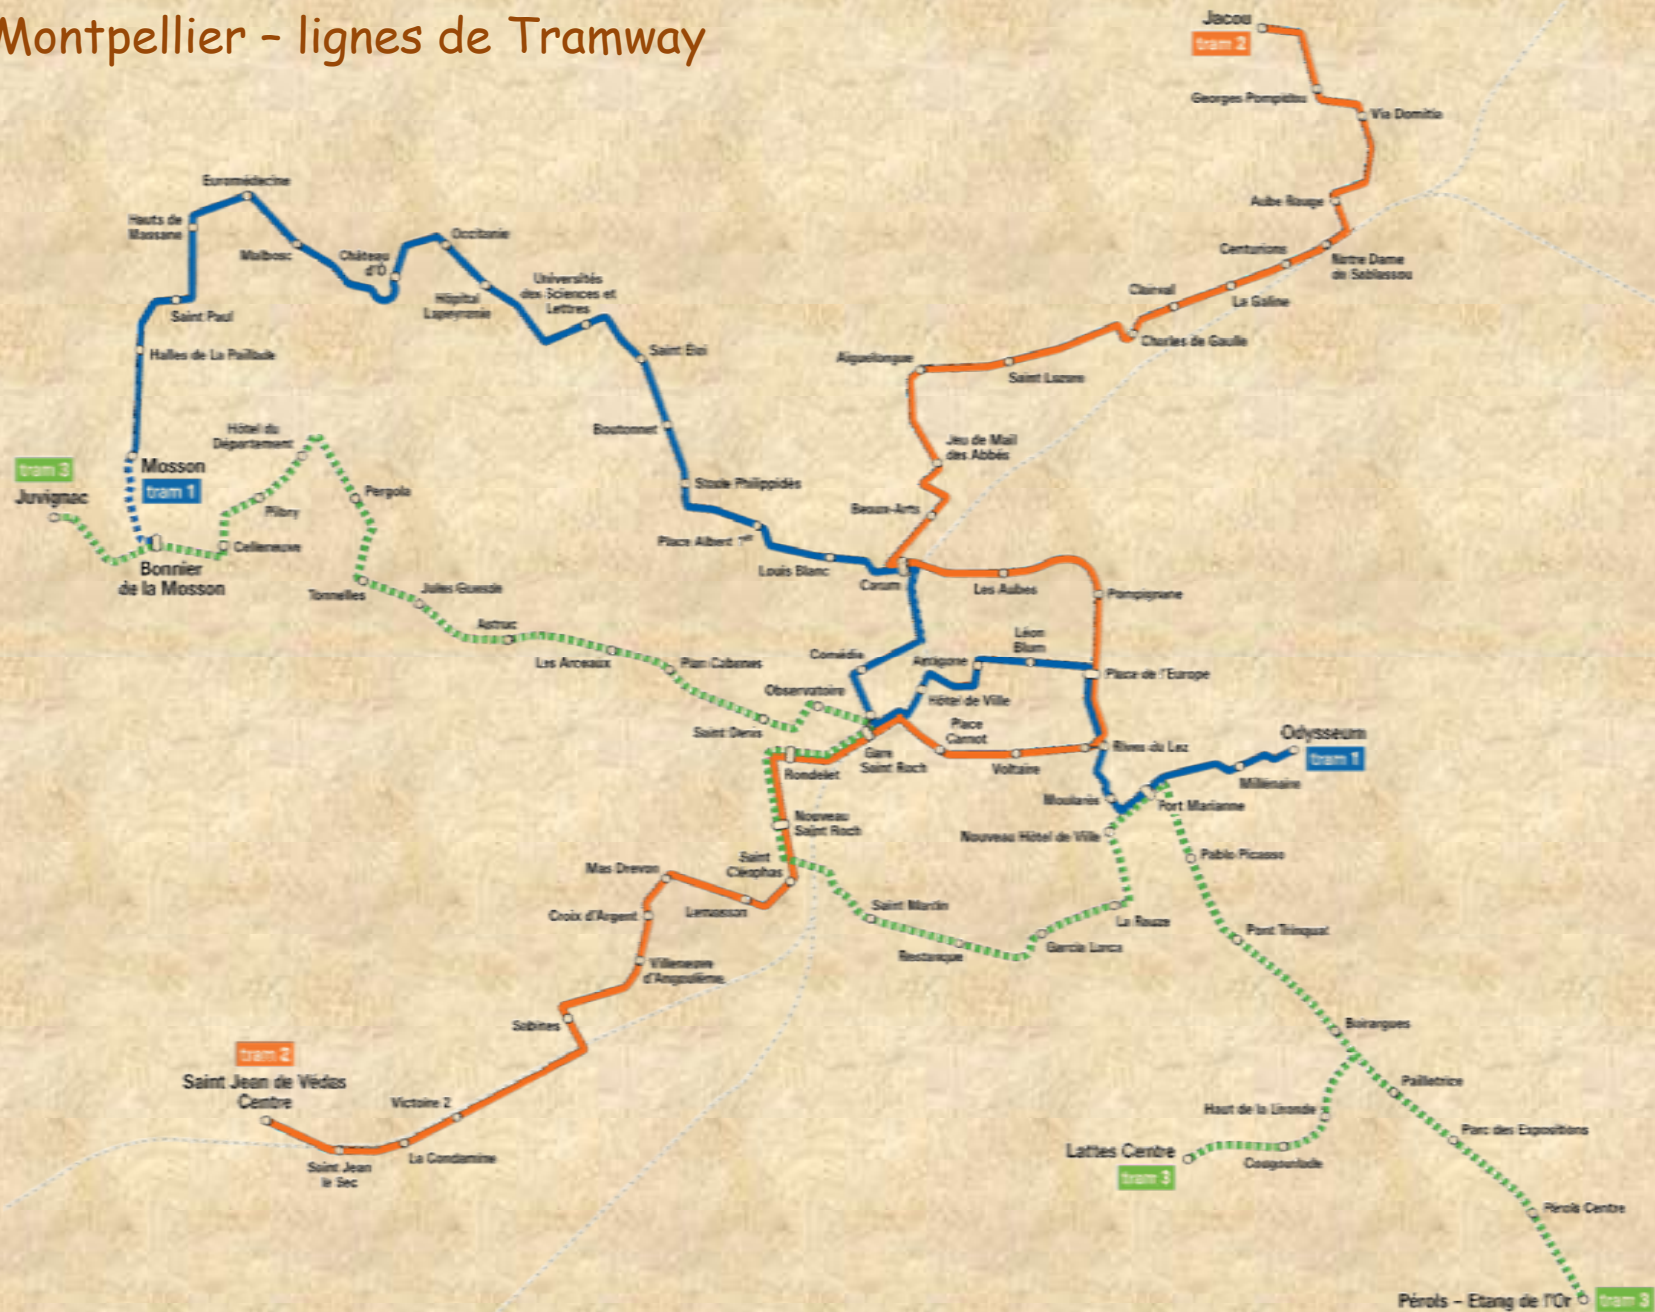 Montpellier – lignes de Tramway
Jacou
tram 2
Georges Pompidou
Via Domitia
Aube Rouge
Centurions
Notre Dame
de Sablassou
Clairval
La Galine
Charles de Gaulle
Aiguelongue
Saint Lazare
Jeu de Mail
des Abbés
Beaux-Arts
Euromédecine
Hauts de
Massane
Malbosc
Château
d'Ô
Occitanie
Hôpital
Lapeyronie
Universités
des Sciences et
Lettres
Saint Paul
Halles de La Paillade
Saint Éloi
Boutonnet
Stade Philippidès
Place Albert 1er
Louis Blanc
Corum
Les Aubes
Pompignane
Hôtel du
Département
tram 3
Juvignac
Mosson
tram 1
Pilory
Pergola
Celleneuve
Bonnier
de la Mosson
Tonnelles
Jules Guesde
Astruc
Les Arceaux
Plan Cabanes
Comédie
Antigone
Léon
Blum
Place de l'Europe
Observatoire
Hôtel de Ville
Saint Denis
Place
Carnot
Gare
Saint Roch
Voltaire
Rives du Lez
Odysseum
tram 1
Rondelet
Millénaire
Moularès
Port Marianne
Nouveau
Saint Roch
Nouveau Hôtel de Ville
Pablo Picasso
Mas Drevon
Saint
Cléophas
Croix d'Argent
Lemasson
Saint Martin
La Rauze
Restanque
Garcia Lorca
Pont Trinquat
Villeneuve
d'Angoulême
Sabines
Boirargues
tram 2
Saint Jean de Védas
Centre
Victoire 2
Pailletrice
Haut de la Lironde
Parc des Expositions
Lattes Centre
tram 3
Cougourlude
La Condamine
Saint Jean
le Sec
Pérols Centre
Pérols – Etang de l'Or
tram 3